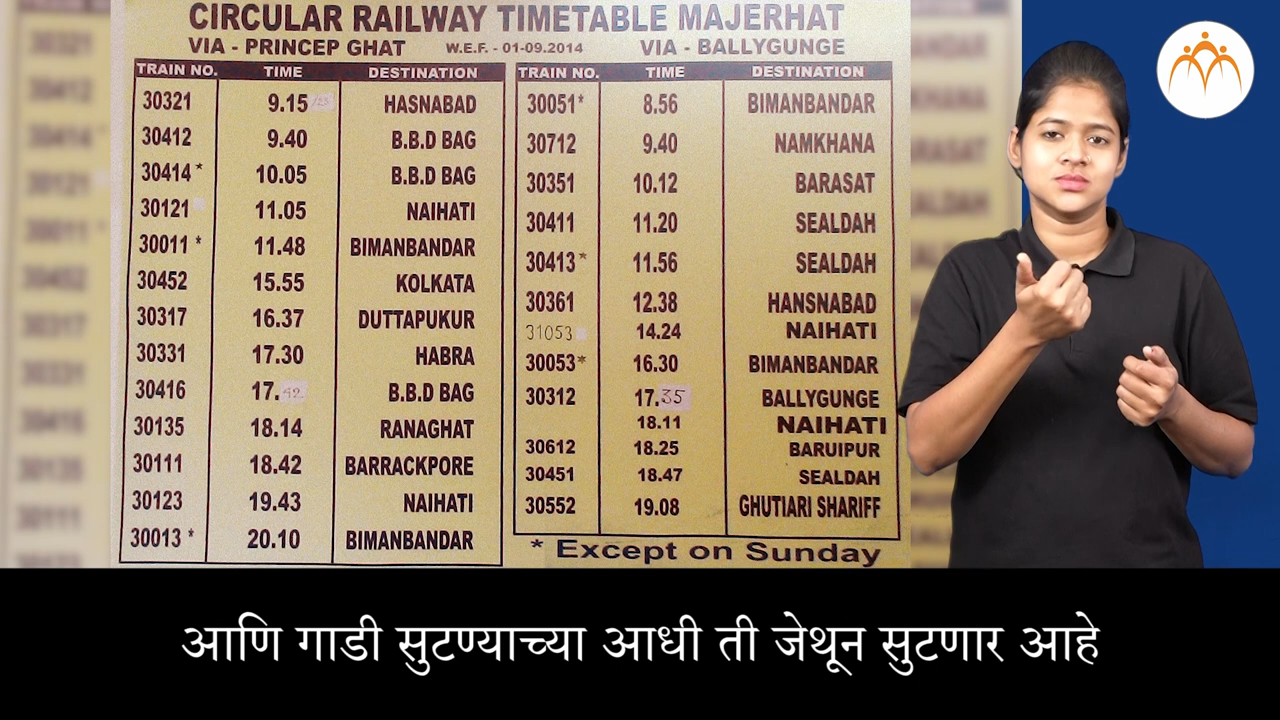 CIRCULAR RAILWAY TIMETABLE MAJERHAT
VIA - PRINCEP GHAT W.E.F. - 01-09.2014 VIA - BALLYGUNGE
TRAIN NO. TIME DESTINATION
30321 9.15 HASNABAD
30412 9.40 B.B.D BAG
30414 * 10.05 B.B.D BAG
30121 11.05 NAIHATI
30011 * 11.48 BIMANBANDAR
30452 15.55 KOLKATA
30317 16.37 DUTTAPUKUR
30331 17.30 HABRA
30416 17.42 B.B.D BAG
30135 18.14 RANAGHAT
30111 18.42 BARRACKPORE
30123 19.43 NAIHATI
30013 * 20.10 BIMANBANDAR
TRAIN NO. TIME DESTINATION
30051* 8.56 BIMANBANDAR
30712 9.40 NAMKHANA
30351 10.12 BARASAT
30411 11.20 SEALDAH
30413* 11.56 SEALDAH
30361 12.38 HANSNABAD
31053 14.24 NAIHATI
30053* 16.30 BIMANBANDAR
30312 17.35 BALLYGUNGE
18.11 NAIHATI
30612 18.25 BARUIPUR
30451 18.47 SEALDAH
30552 19.08 GHUTIARI SHARIFF
* Except on Sunday
आणि गाडी सुटण्याच्या आधी ती जेथून सुटणार आहे